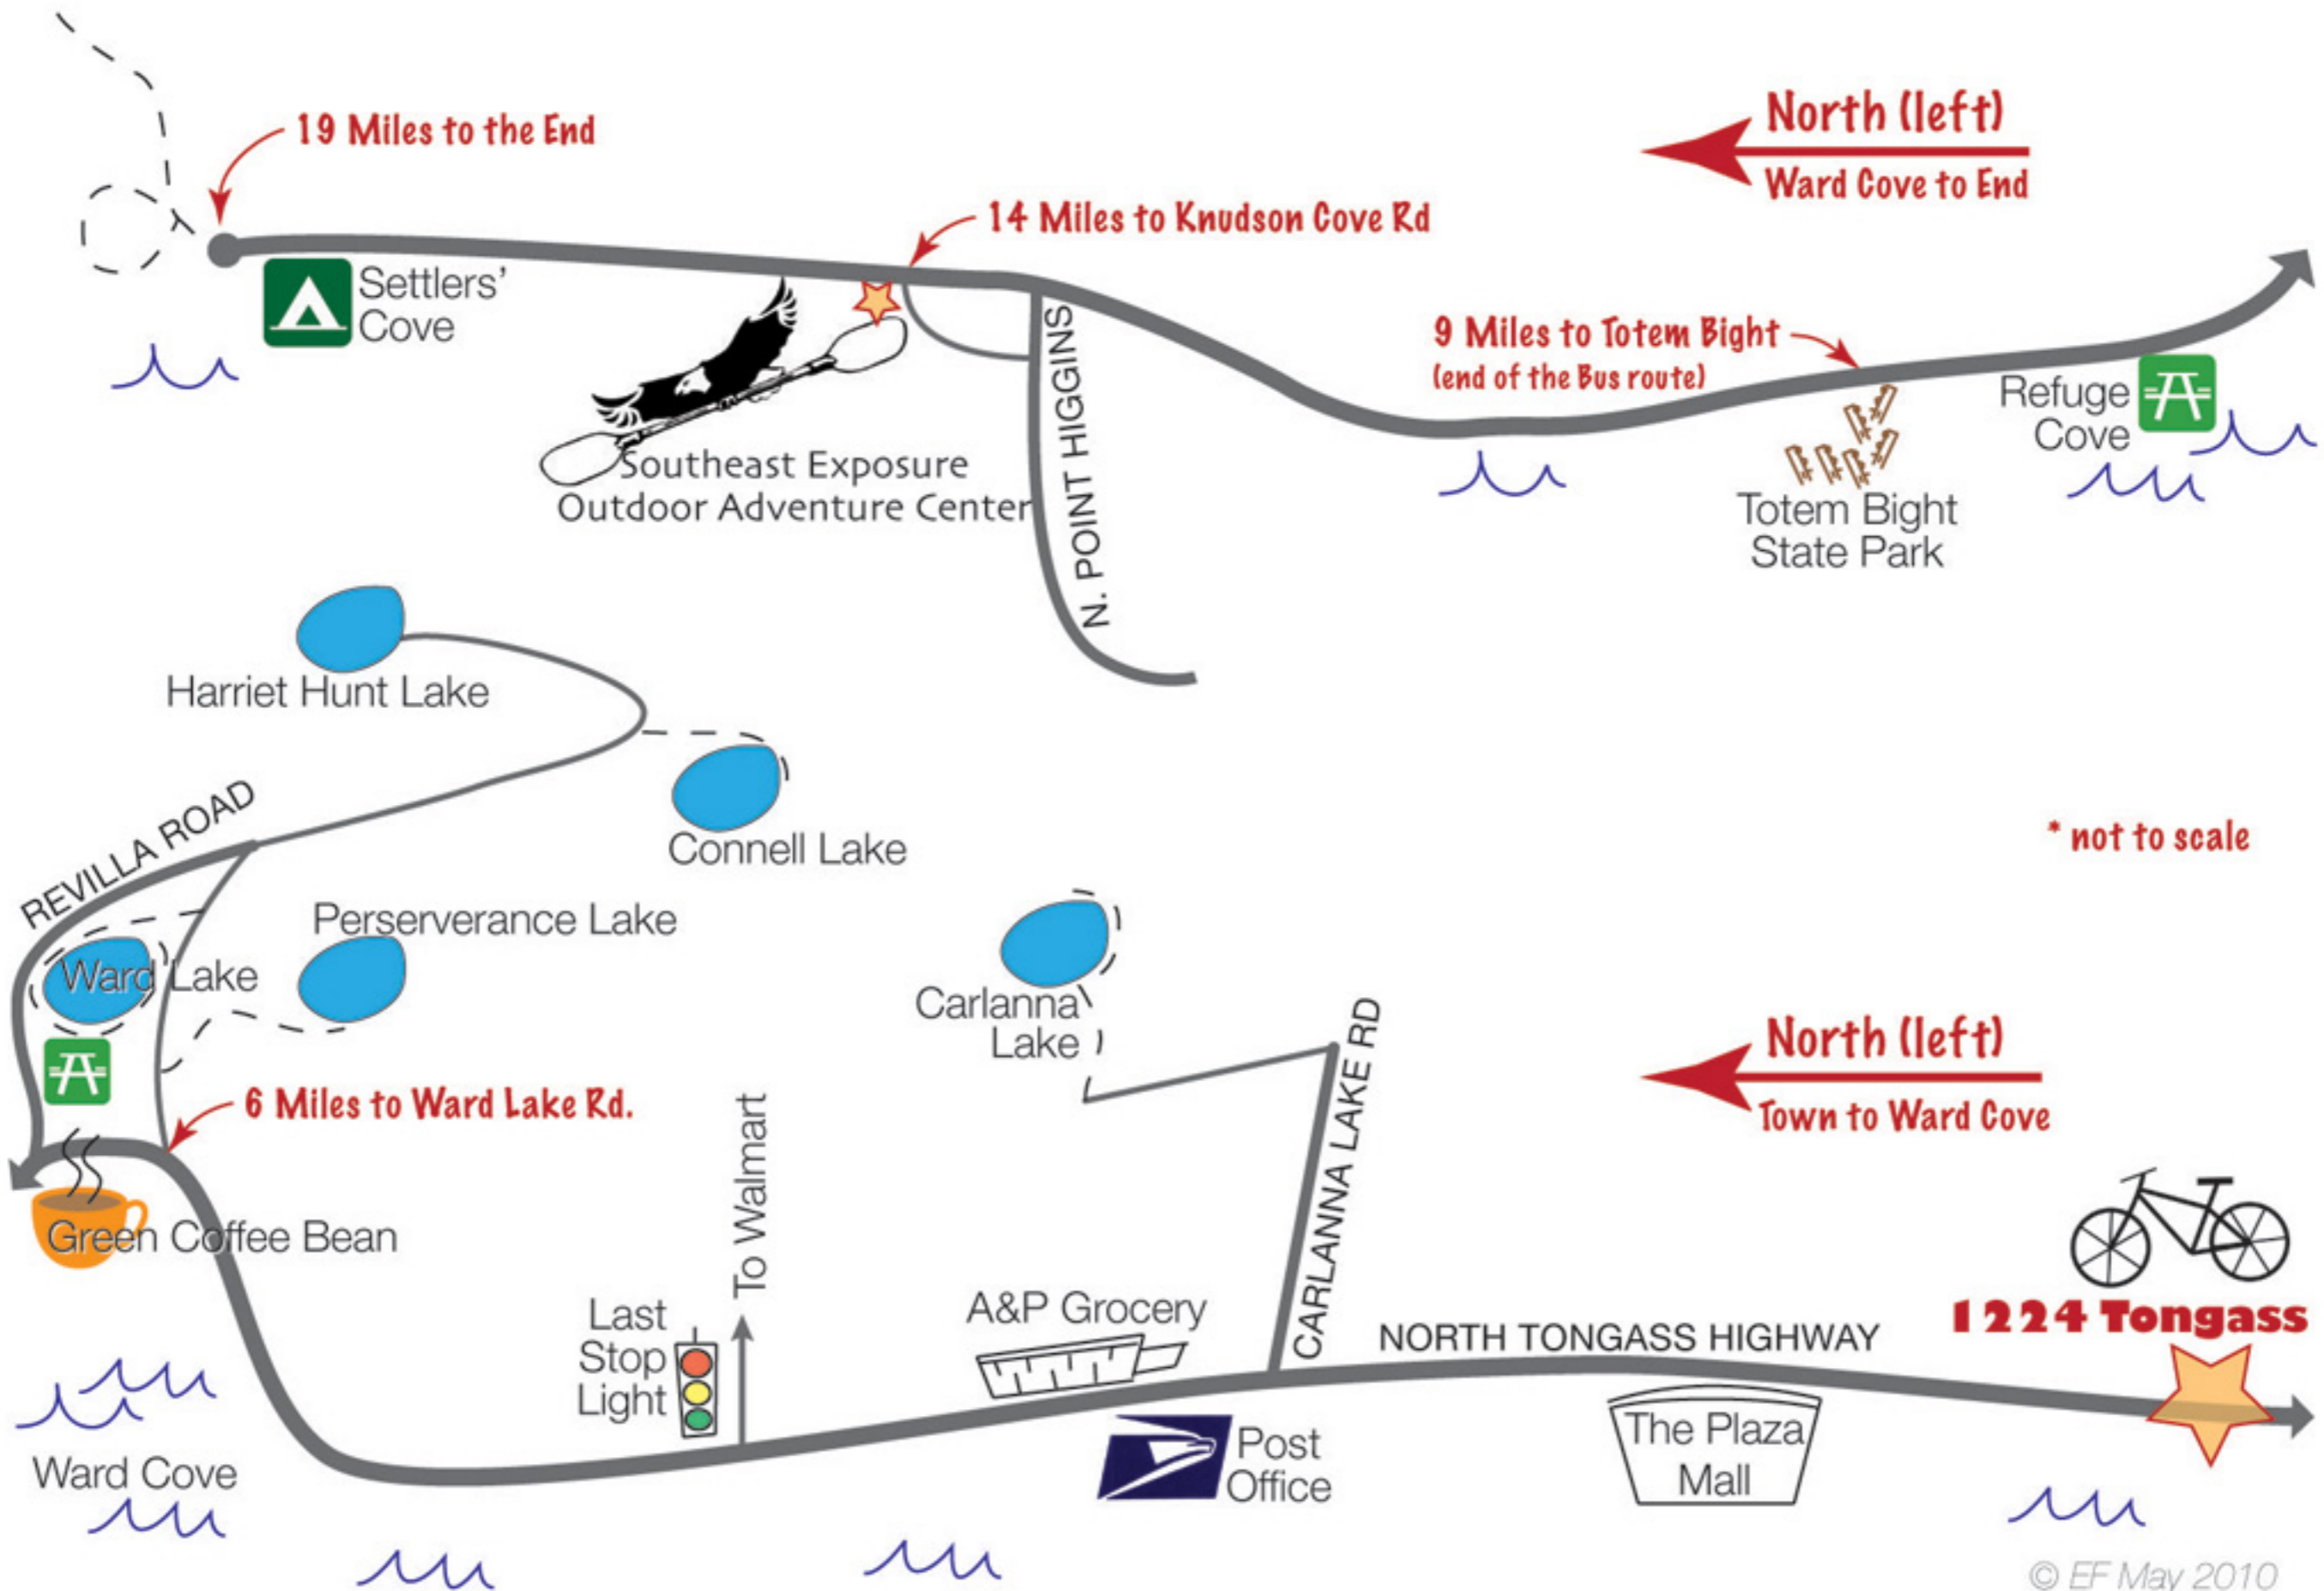 19 Miles to the End
North (left)
Ward Cove to End
14 Miles to Knudson Cove Rd
Settlers'
Cove
9 Miles to Totem Bight
(end of the Bus route)
Refuge
Cove
N. POINT HIGGINS
Southeast Exposure
Outdoor Adventure Center
Totem Bight
State Park
Harriet Hunt Lake
Connell Lake
REVILLA ROAD
* not to scale
Perserverance Lake
Ward Lake
Carlanna
Lake
CARLANNA LAKE RD
North (left)
Town to Ward Cove
6 Miles to Ward Lake Rd.
To Walmart
Green Coffee Bean
Last
Stop
Light
A&P Grocery
NORTH TONGASS HIGHWAY
1224 Tongass
The Plaza
Mall
Post
Office
Ward Cove
© EF May 2010